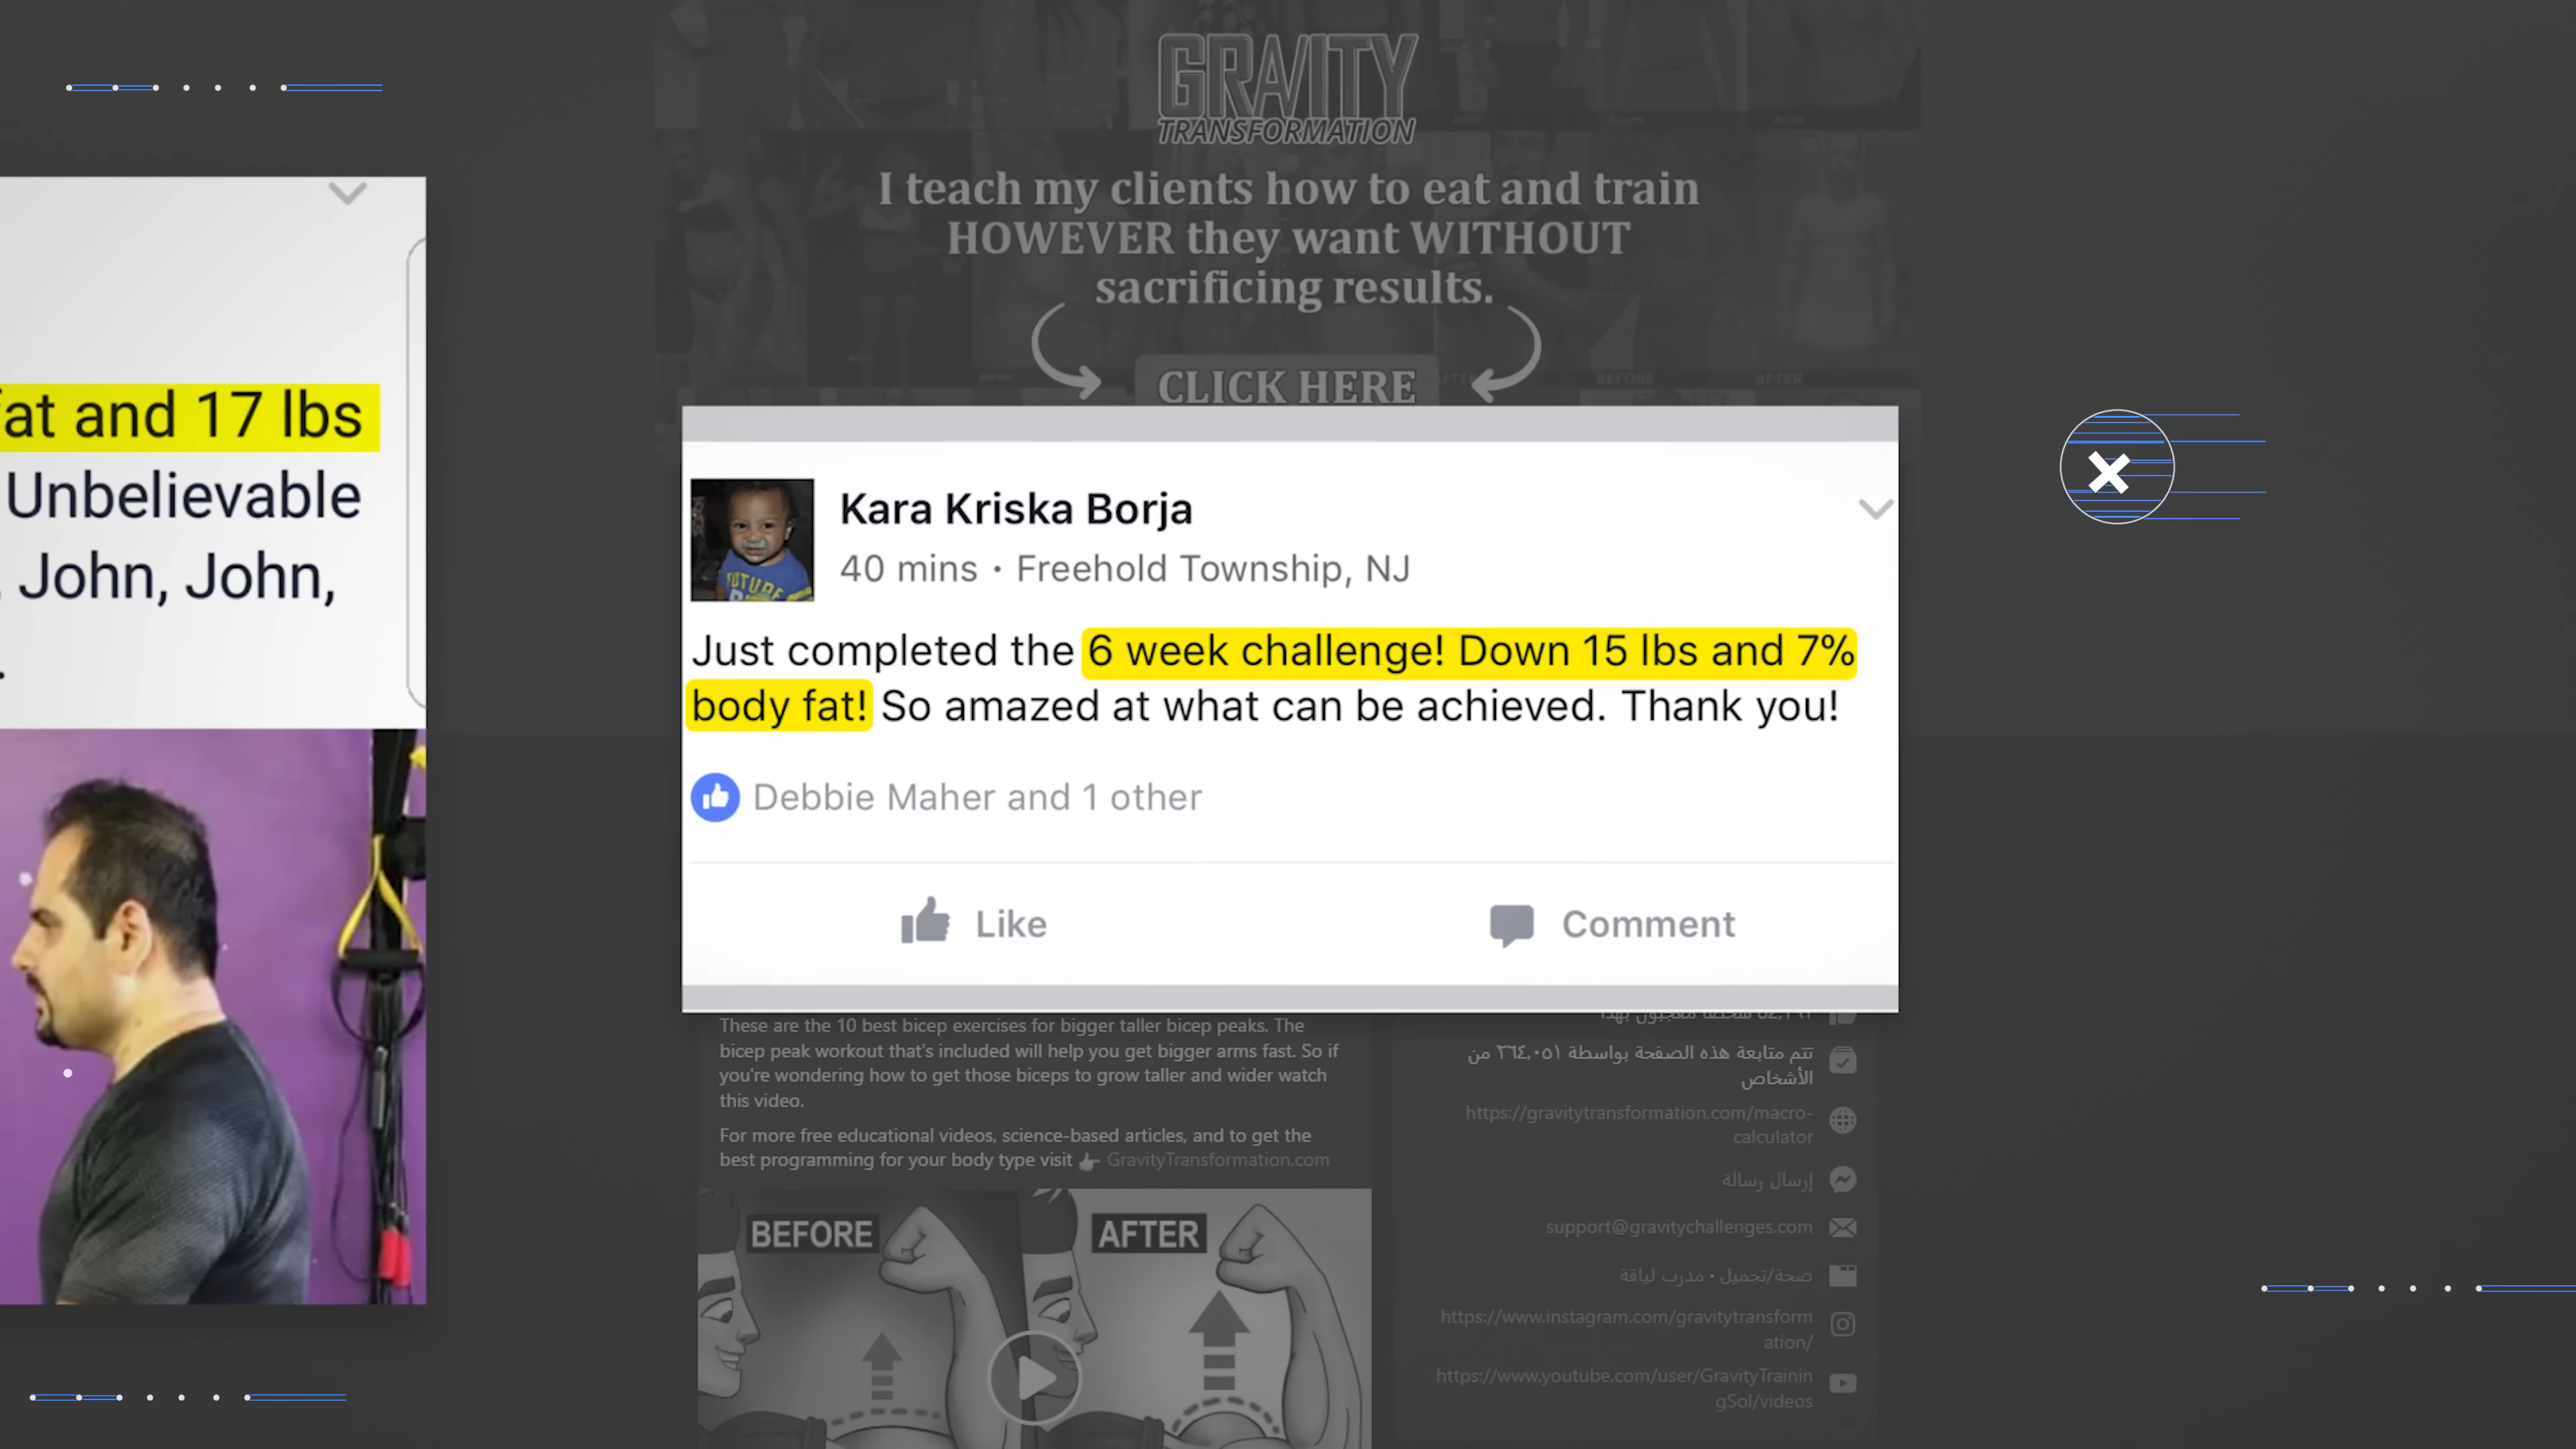 GRAVITY
TRANSFORMATION
I teach my clients how to eat and train
HOWEVER they want WITHOUT
sacrificing results.
CLICK HERE
BEFORE
AFTER
fat and 17 lbs
Unbelievable
, John, John,
.
Kara Kriska Borja
40 mins • Freehold Township, NJ
FUTURE
Just completed the 6 week challenge! Down 15 lbs and 7%
body fat! So amazed at what can be achieved. Thank you!
Debbie Maher and 1 other
Like
Comment
These are the 10 best bicep exercises for bigger taller bicep peaks. The
bicep peak workout that's included will help you get bigger arms fast. So if
you're wondering how to get those biceps to grow taller and wider watch
this video.
For more free educational videos, science-based articles, and to get the
best programming for your body type visit GravityTransformation.com
BEFORE
AFTER
تتم متابعة هذه الصفحة بواسطة ٢٦٤,٠٥١ من
الأشخاص
https://gravitytransformation.com/macro-
calculator
إرسال رسالة
support@gravitychallenges.com
صحة/تجميل • مدرب لياقة
https://www.instagram.com/gravitytransform
ation/
https://www.youtube.com/user/GravityTrainin
gSol/videos